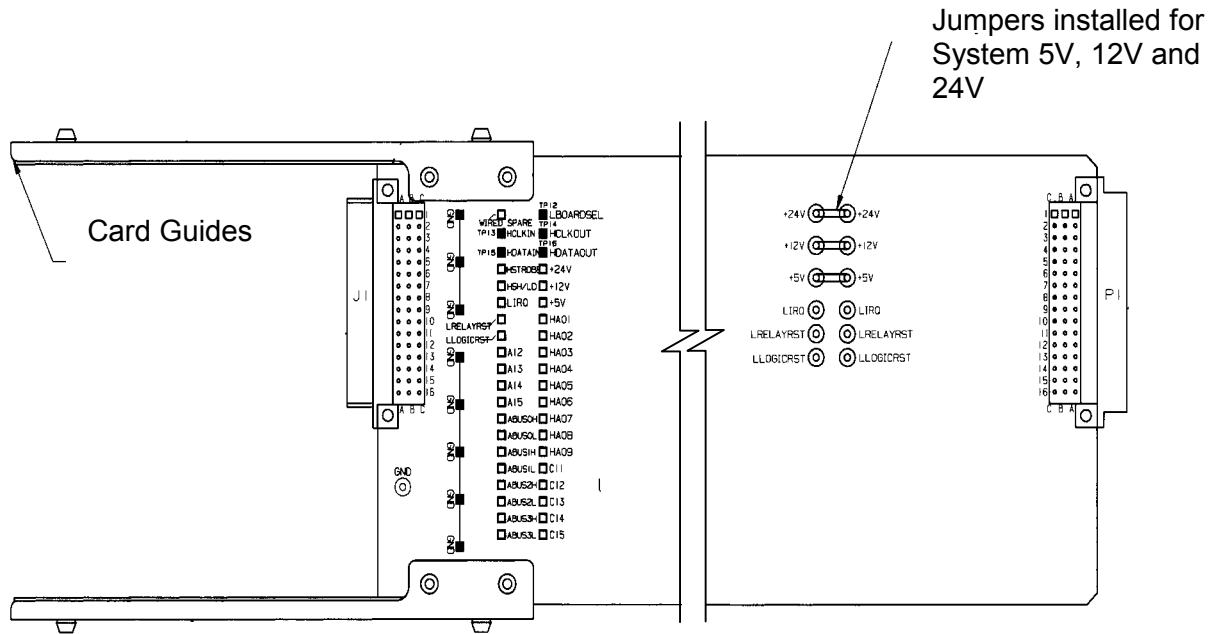 Jumpers installed for
System 5V, 12V and
24V
Card Guides
A B C
C B A
J1
P1
1
2
3
4
5
6
7
8
9
10
11
12
13
14
15
16
A B C
1
2
3
4
5
6
7
8
9
10
11
12
13
14
15
16
C B A
GND
GND
GND
GND
GND
GND
GND
GND
GND
TP12
LBOARDSEL
WIRED SPARE TP14
TP13 HCLKIN HCLKOUT
TP16
TP15 HDATAIN HDATAOUT
HSTROBE +24V
HSH/LD +12V
LIRQ +5V
LRELAYRST HA01
LLOGICRST HA02
A12 HA03
A13 HA04
A14 HA05
A15 HA06
ABUS0H HA07
ABUS0L HA08
ABUS1H HA09
ABUS1L C11
ABUS2H C12
ABUS2L C13
ABUS3H C14
ABUS3L C15
+24V +24V
+12V +12V
+5V +5V
LIRQ LIRQ
LRELAYRST LRELAYRST
LLOGICRST LLOGICRST